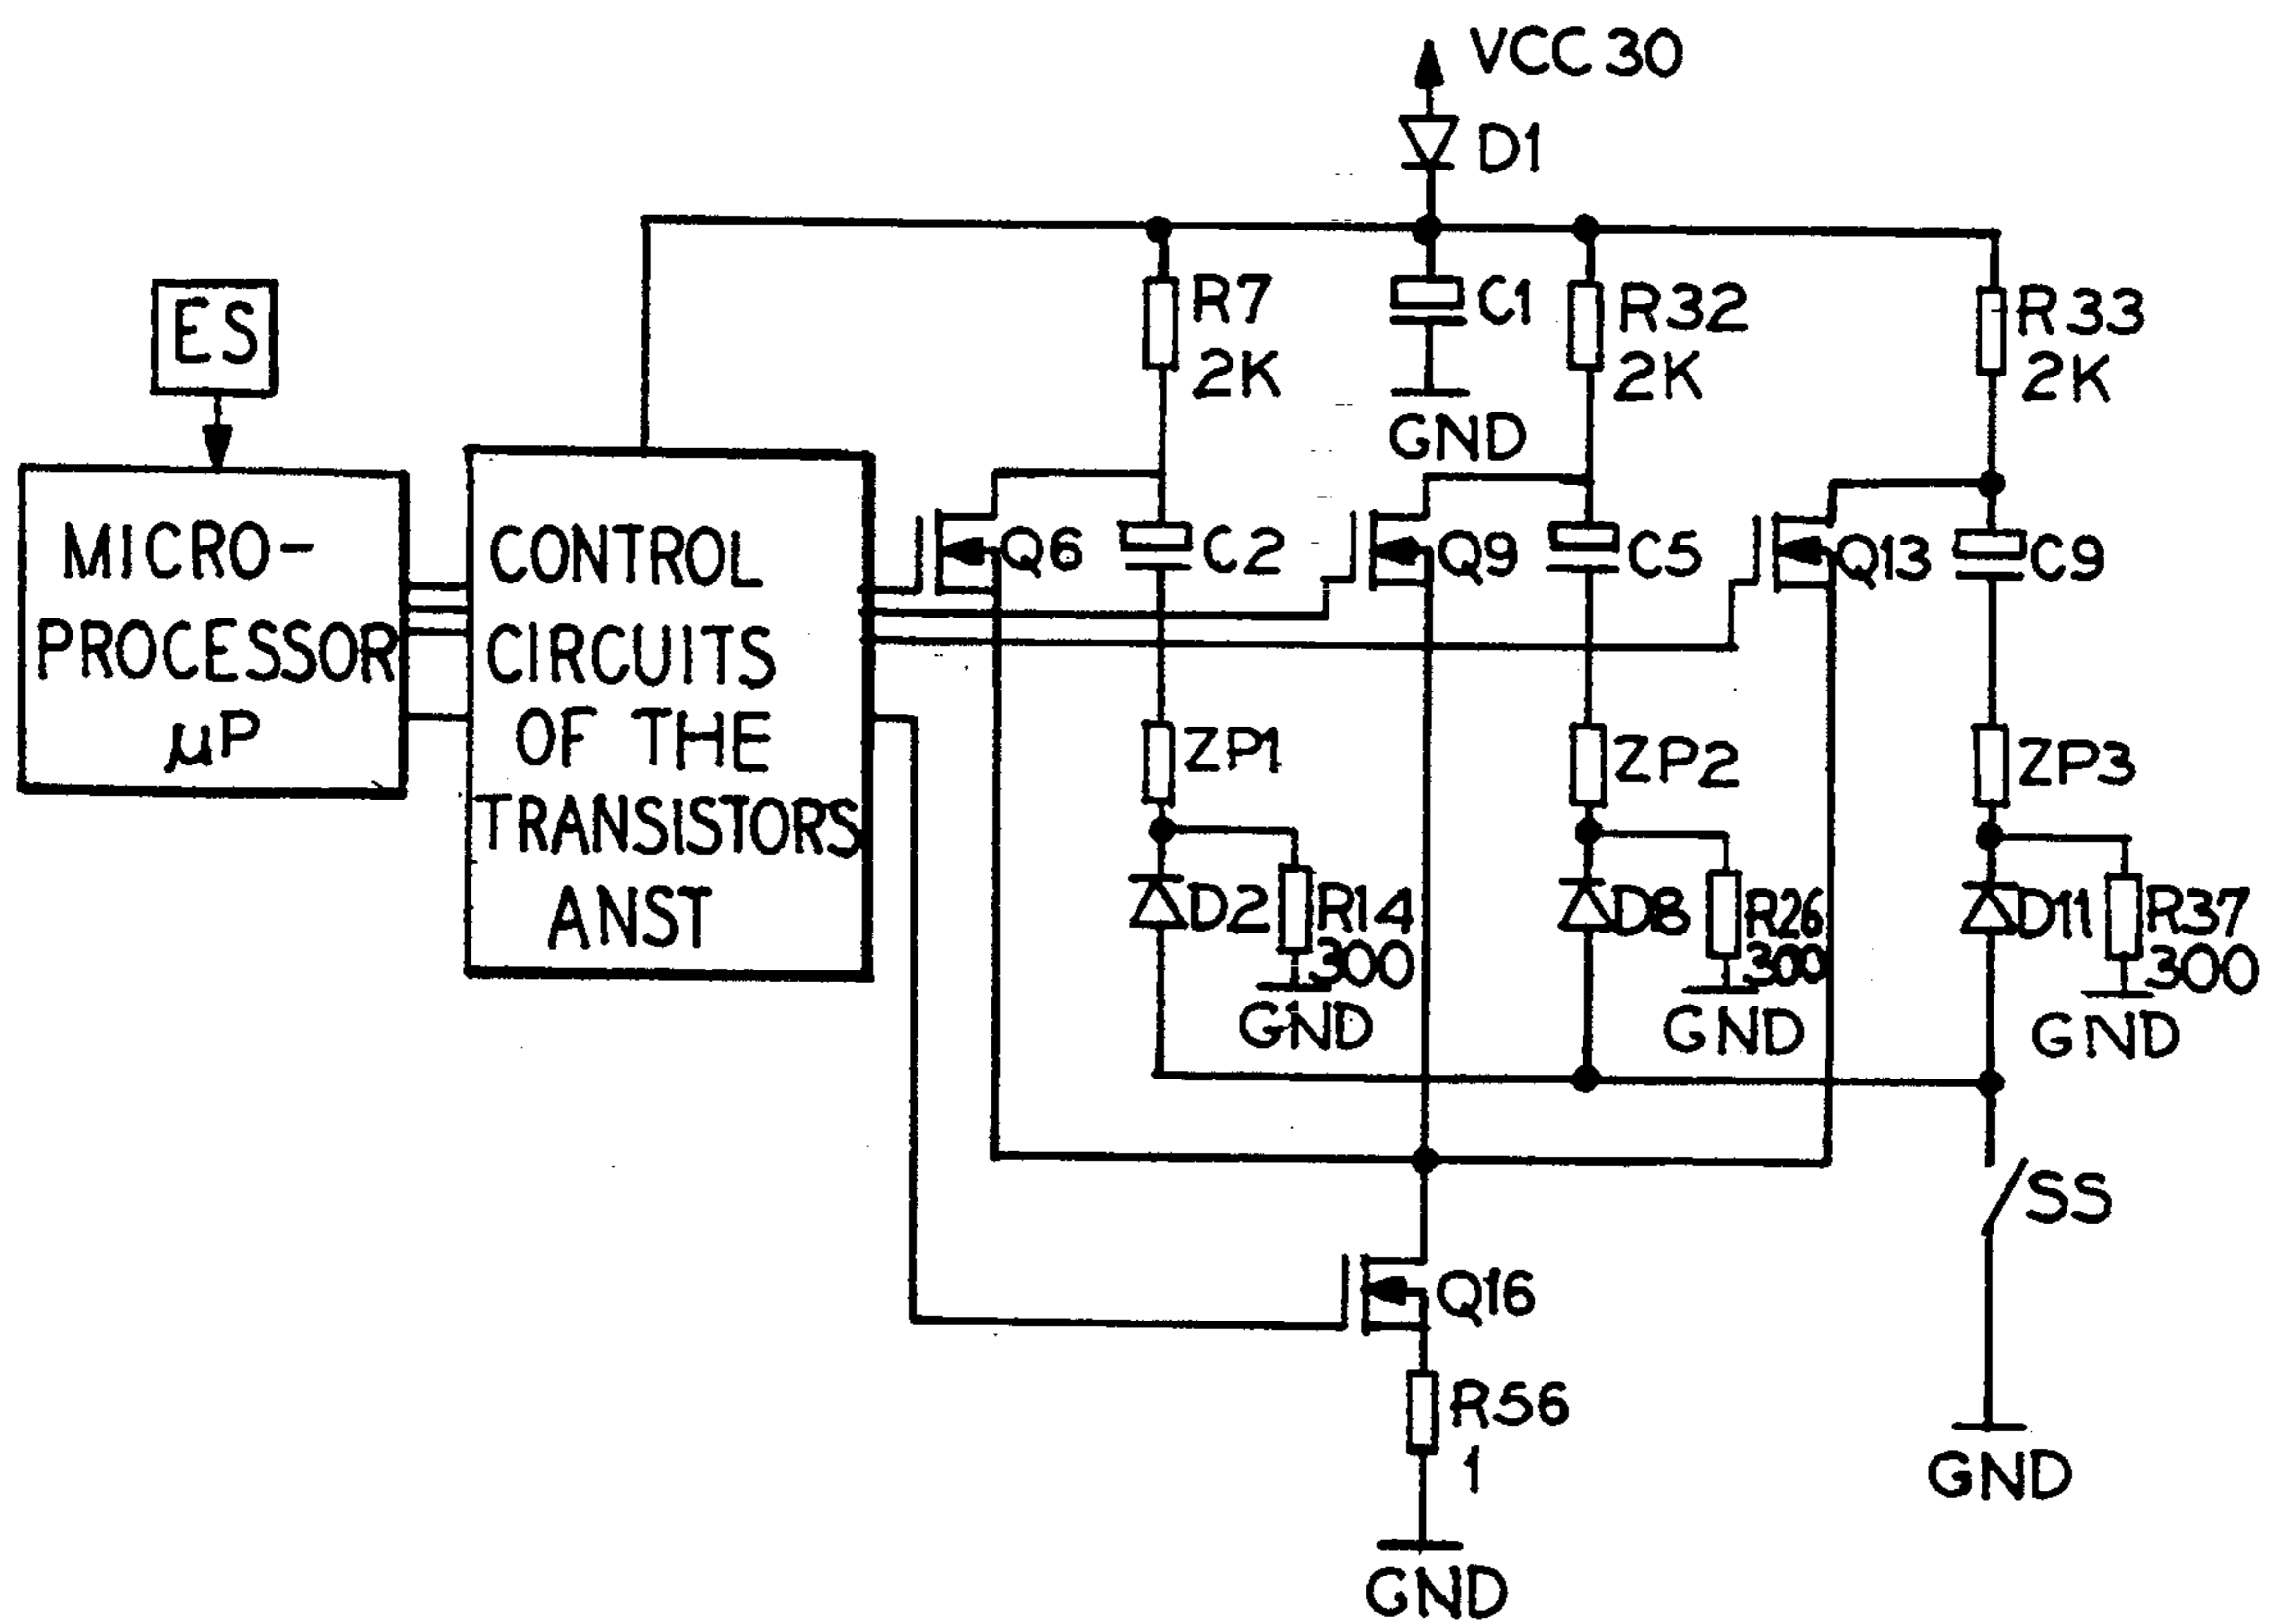 VCC 30
D1
ES
R7
2K
C1
GND
R32
2K
R33
2K
MICRO-
PROCESSOR
µP
CONTROL
CIRCUITS
OF THE
TRANSISTORS
ANST
Q6
C2
Q9
C5
Q13
C9
ZP1
ZP2
ZP3
D2
R14
300
GND
D8
R26
300
GND
D11
R37
300
GND
SS
GND
Q16
R56
1
GND